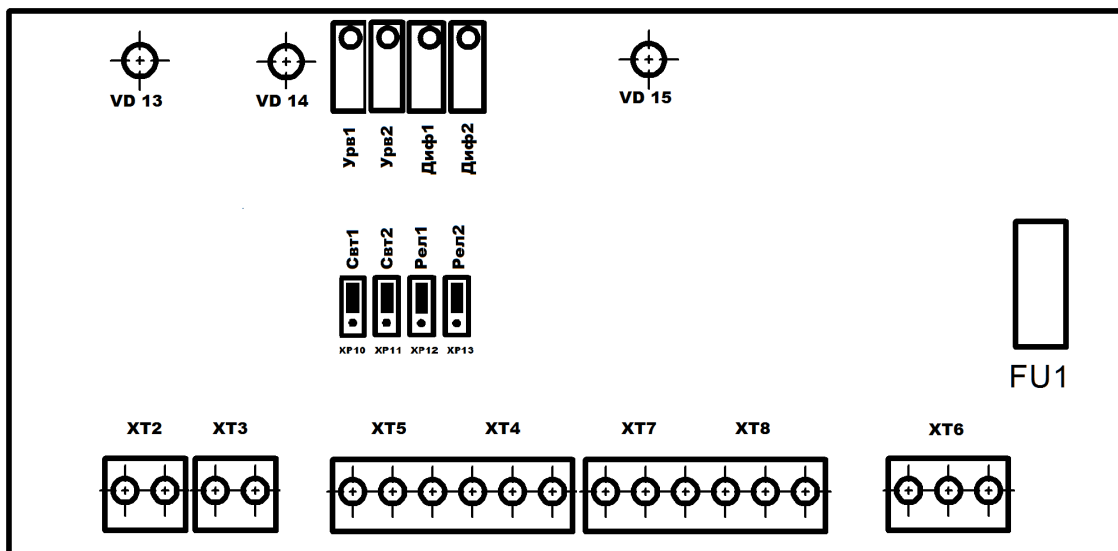 VD 13
VD 14
VD 15
Урв1
Урв2
Диф1
Диф2
Свт1
Свт2
Рел1
Рел2
XP10
XP11
XP12
XP13
FU1
XT2
XT3
XT5
XT4
XT7
XT8
XT6